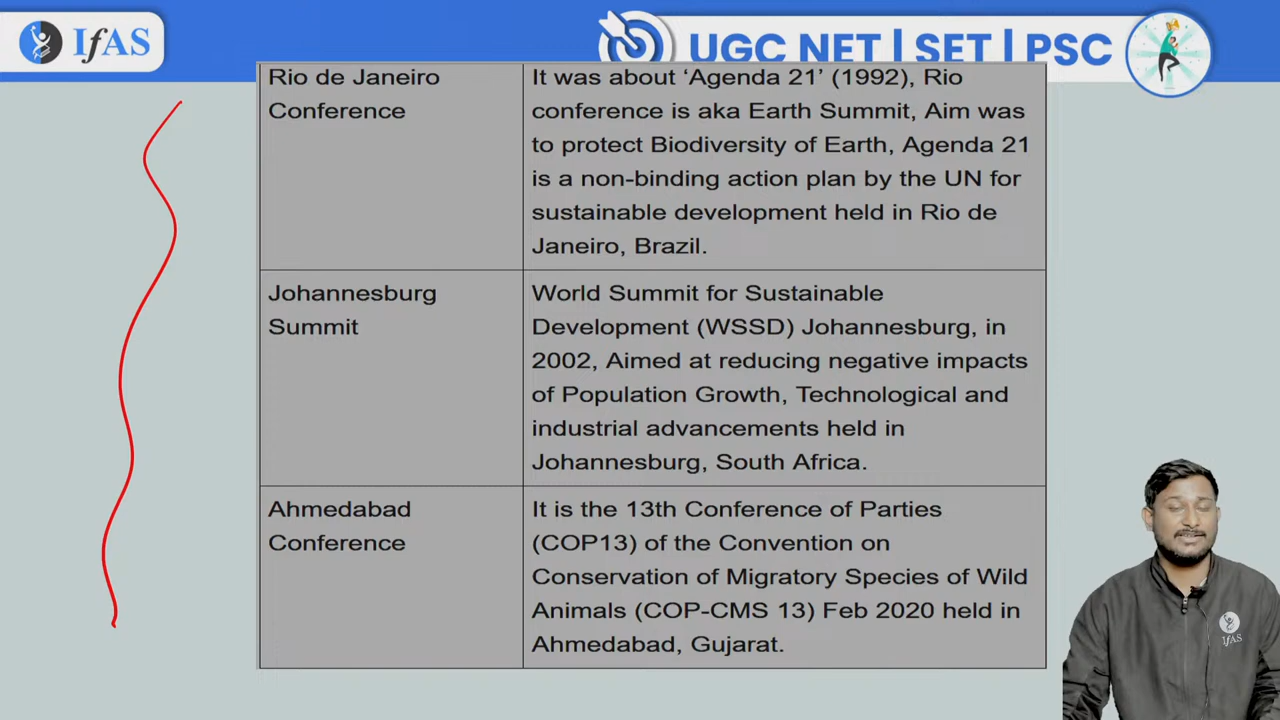 IfAS
UGC NET | SET | PSC
Rio de Janeiro
Conference
It was about ‘Agenda 21’ (1992), Rio
conference is aka Earth Summit, Aim was
to protect Biodiversity of Earth, Agenda 21
is a non-binding action plan by the UN for
sustainable development held in Rio de
Janeiro, Brazil.
Johannesburg
Summit
World Summit for Sustainable
Development (WSSD) Johannesburg, in
2002, Aimed at reducing negative impacts
of Population Growth, Technological and
industrial advancements held in
Johannesburg, South Africa.
Ahmedabad
Conference
It is the 13th Conference of Parties
(COP13) of the Convention on
Conservation of Migratory Species of Wild
Animals (COP-CMS 13) Feb 2020 held in
Ahmedabad, Gujarat.
IfAS